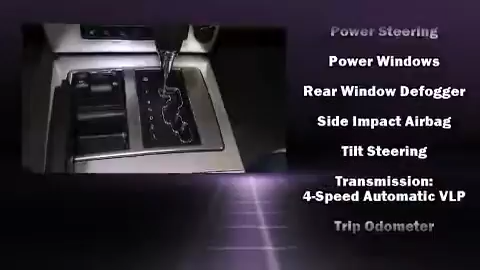 Power Steering
Power Windows
Rear Window Defogger
Side Impact Airbag
Tilt Steering
Transmission:
4-Speed Automatic VLP
Trip Odometer